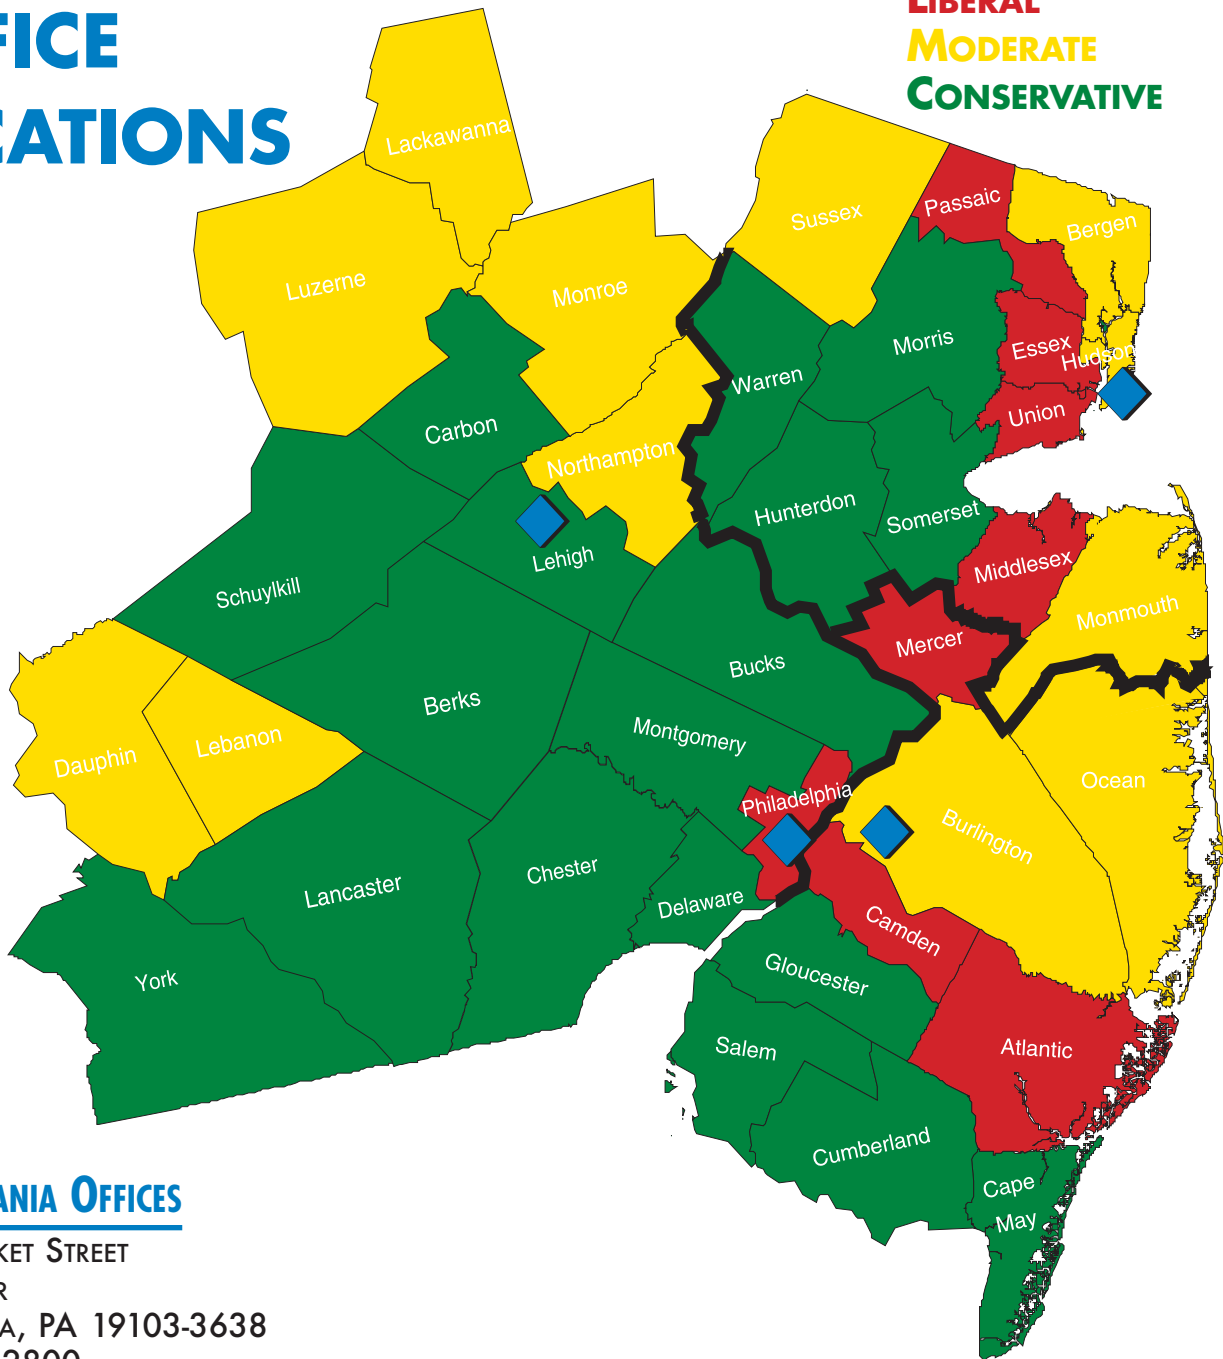 FICE
CATIONS
LIBERAL
MODERATE
CONSERVATIVE
Lackawanna
Luzerne
Monroe
Sussex
Passaic
Bergen
Morris
Essex
Hudson
Union
Warren
Carbon
Northampton
Hunterdon
Somerset
Lehigh
Middlesex
Schuylkill
Monmouth
Mercer
Bucks
Berks
Montgomery
Lebanon
Dauphin
Ocean
Philadelphia
Burlington
Chester
Lancaster
Delaware
Camden
York
Gloucester
Salem
Atlantic
Cumberland
Cape
May
ANIA OFFICES
KET STREET
R
A, PA 19103-3638